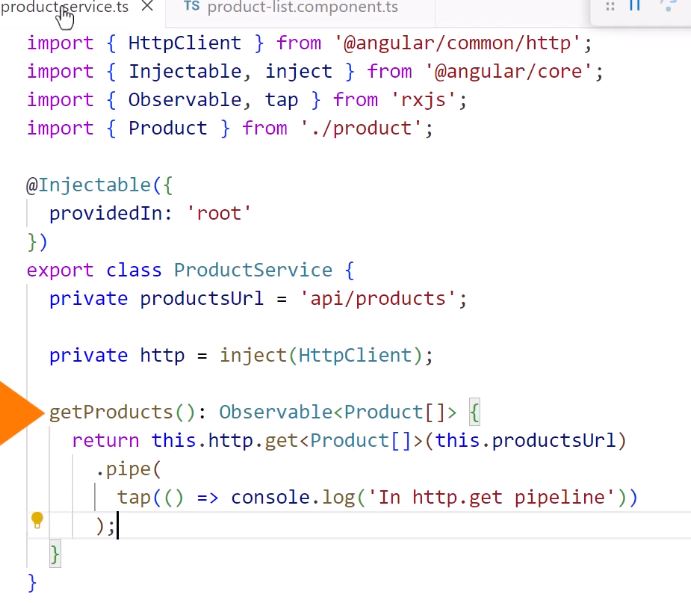 product.service.ts
TS product-list.component.ts
import { HttpClient } from '@angular/common/http';
import { Injectable, inject } from '@angular/core';
import { Observable, tap } from 'rxjs';
import { Product } from './product';
@Injectable({
providedIn: 'root'
})
export class ProductService {
private productsUrl = 'api/products';
private http = inject(HttpClient);
getProducts(): Observable<Product[]> {
return this.http.get<Product[]>(this.productsUrl)
.pipe(
tap(() => console.log('In http.get pipeline'))
);
}
}